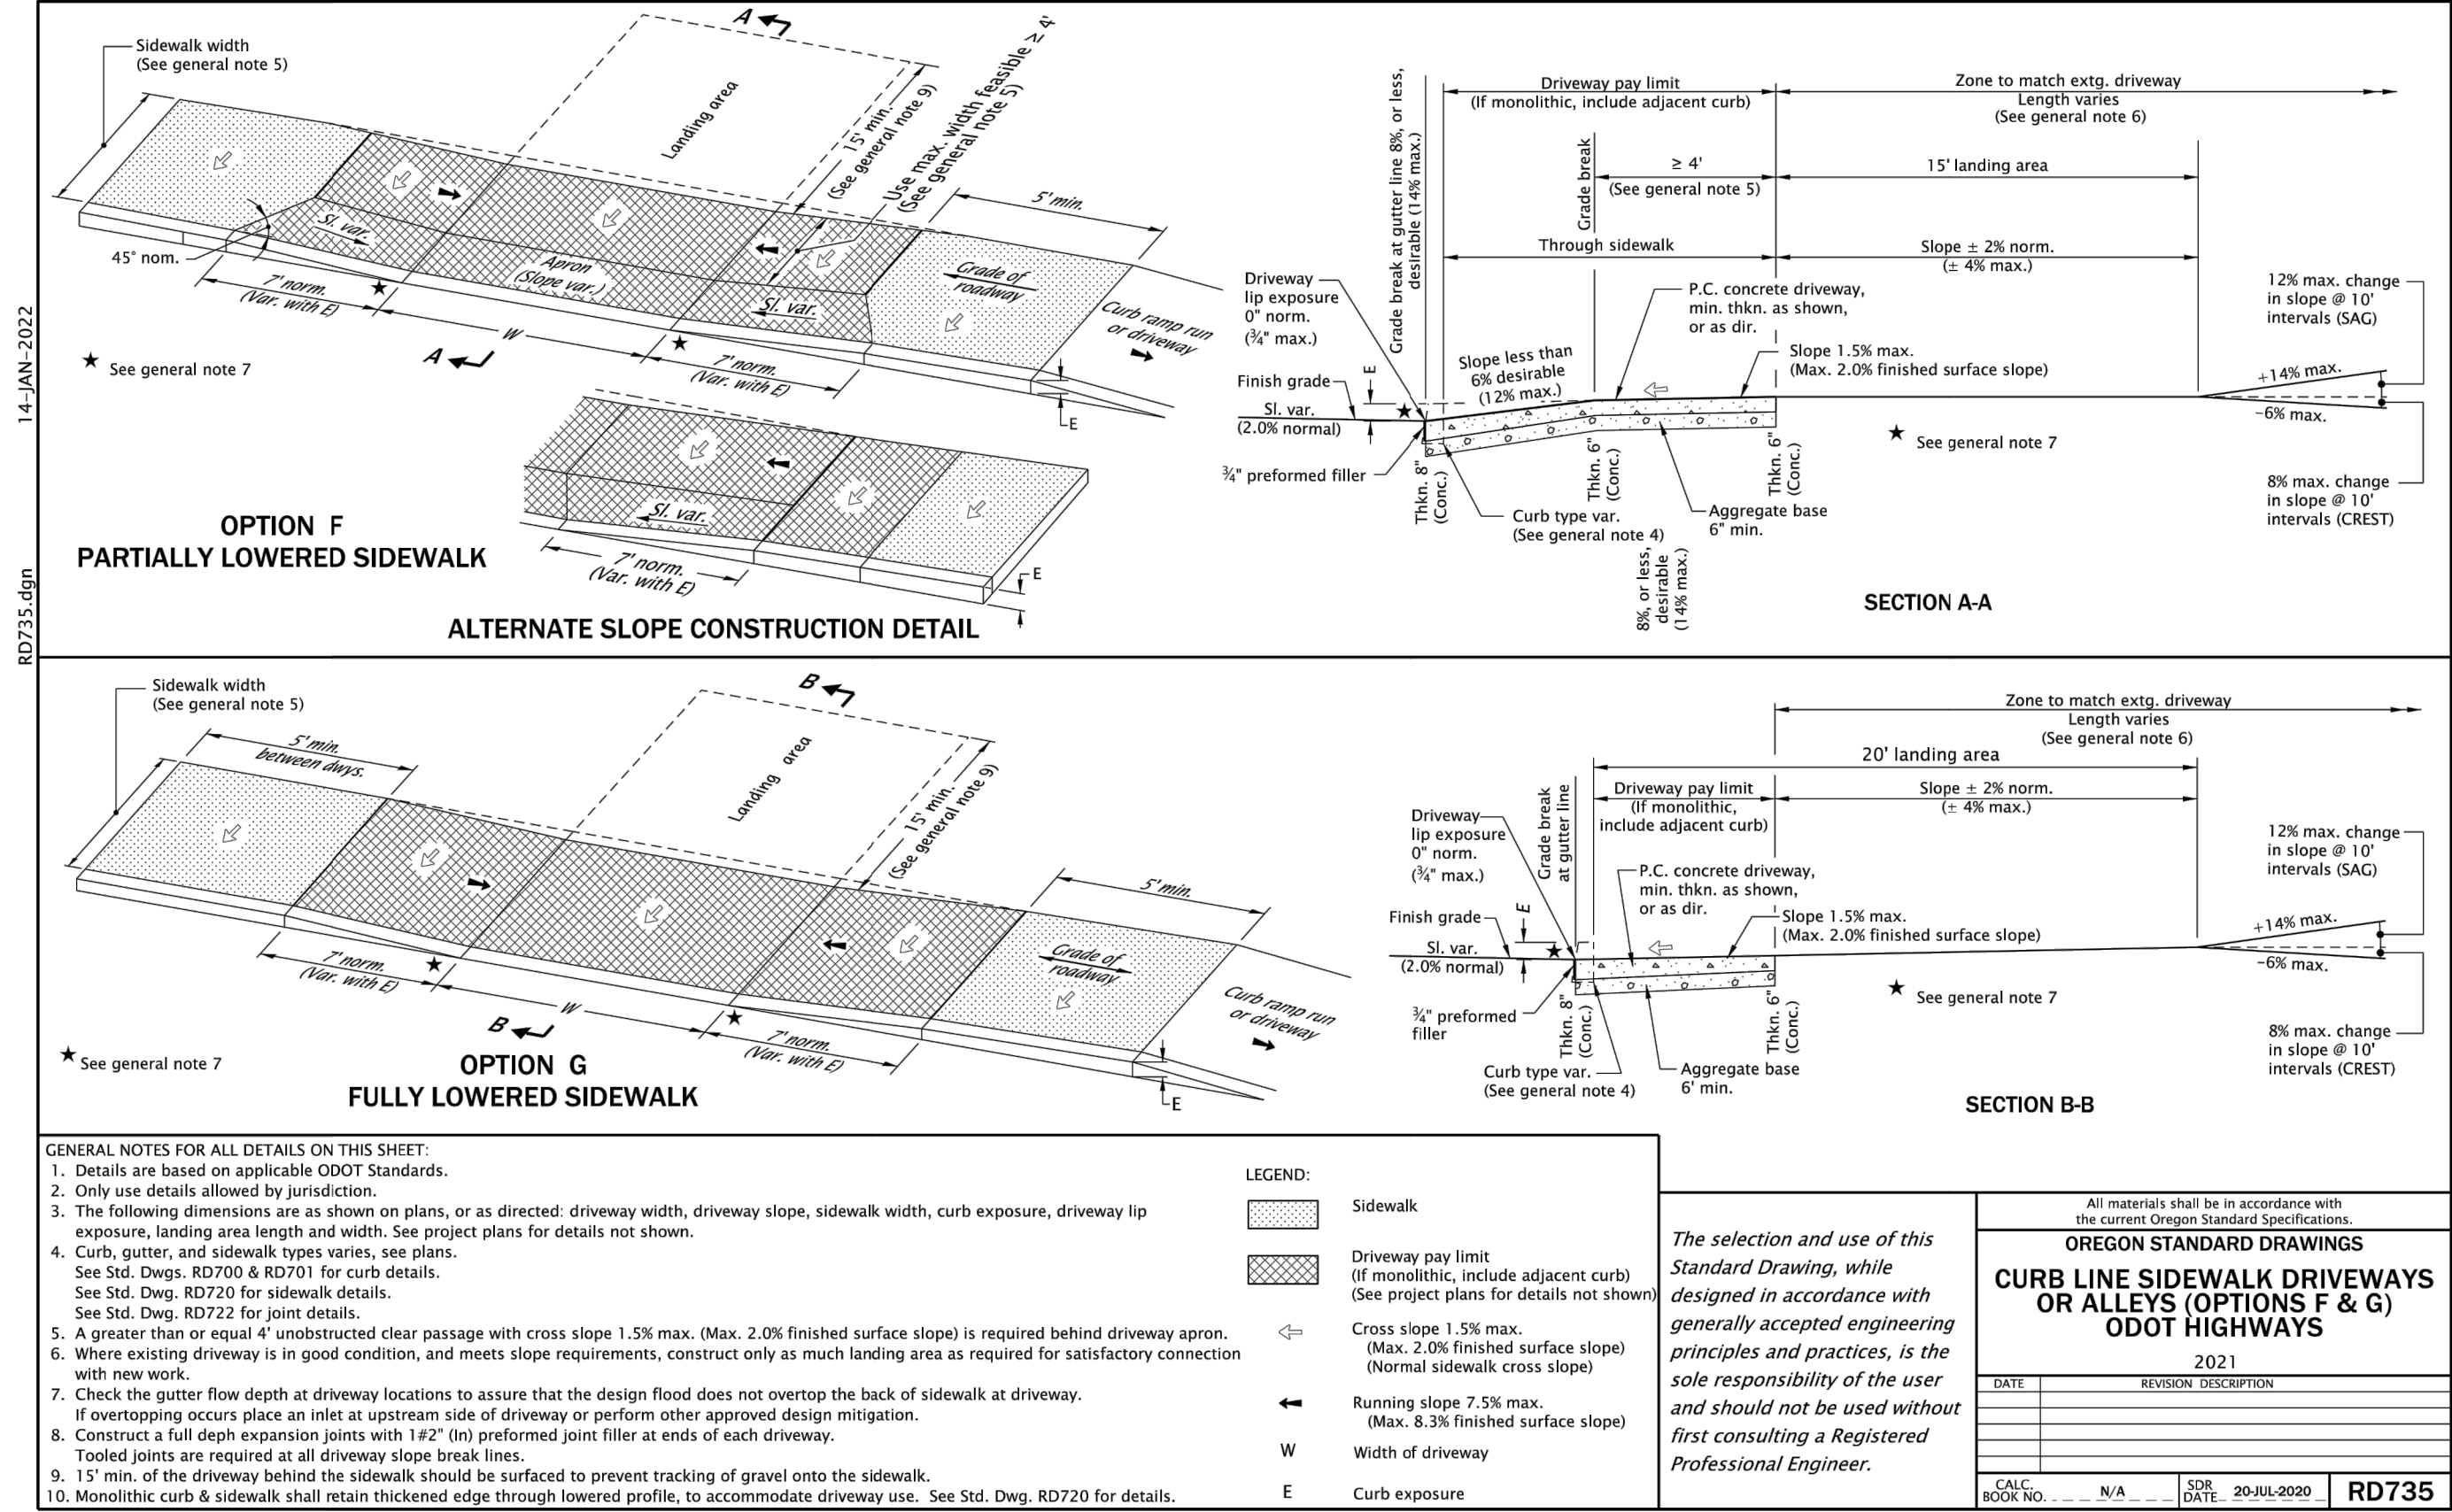 14-JAN-2022
RD735.dgn
Sidewalk width
(See general note 5)
A
Landing area
15' min.
(See general note 9)
Use max. width feasible ≥ 4'
(See general note 5)
5' min.
Sl. var.
45° nom.
7' norm.
(Var. with E)
Apron
(Slope var.)
Sl. var.
Grade of
roadway
Curb ramp run
or driveway
W
A
7' norm.
(Var. with E)
E
★ See general note 7
Sl. var.
7' norm.
(Var. with E)
E
OPTION F
PARTIALLY LOWERED SIDEWALK
ALTERNATE SLOPE CONSTRUCTION DETAIL
Grade break at gutter line 8%, or less,
desirable (14% max.)
Driveway pay limit
(If monolithic, include adjacent curb)
Zone to match extg. driveway
Length varies
(See general note 6)
Grade break
≥ 4'
(See general note 5)
15' landing area
Through sidewalk
Slope ± 2% norm.
(± 4% max.)
Driveway
lip exposure
0" norm.
(¾" max.)
P.C. concrete driveway,
min. thkn. as shown,
or as dir.
12% max. change
in slope @ 10'
intervals (SAG)
Slope less than
6% desirable
(12% max.)
Slope 1.5% max.
(Max. 2.0% finished surface slope)
E
Finish grade
Sl. var.
(2.0% normal)
+14% max.
-6% max.
★ See general note 7
¾" preformed filler
Thkn. 8"
(Conc.)
Thkn. 6"
(Conc.)
Thkn. 6"
(Conc.)
Curb type var.
(See general note 4)
Aggregate base
6" min.
8% max. change
in slope @ 10'
intervals (CREST)
8%, or less,
desirable
(14% max.)
SECTION A-A
Sidewalk width
(See general note 5)
5' min.
between dwys.
B
Landing area
15' min.
(See general note 9)
5' min.
7' norm.
(Var. with E)
W
B
7' norm.
(Var. with E)
Grade of
roadway
Curb ramp run
or driveway
E
★ See general note 7
OPTION G
FULLY LOWERED SIDEWALK
Zone to match extg. driveway
Length varies
(See general note 6)
20' landing area
Grade break
at gutter line
Driveway pay limit
(If monolithic,
include adjacent curb)
Slope ± 2% norm.
(± 4% max.)
Driveway
lip exposure
0" norm.
(¾" max.)
P.C. concrete driveway,
min. thkn. as shown,
or as dir.
12% max. change
in slope @ 10'
intervals (SAG)
Finish grade
E
Slope 1.5% max.
(Max. 2.0% finished surface slope)
Sl. var.
(2.0% normal)
+14% max.
-6% max.
★ See general note 7
¾" preformed
filler
Thkn. 8"
(Conc.)
Thkn. 6"
(Conc.)
Curb type var.
(See general note 4)
Aggregate base
6' min.
8% max. change
in slope @ 10'
intervals (CREST)
SECTION B-B
GENERAL NOTES FOR ALL DETAILS ON THIS SHEET:
1. Details are based on applicable ODOT Standards.
2. Only use details allowed by jurisdiction.
3. The following dimensions are as shown on plans, or as directed: driveway width, driveway slope, sidewalk width, curb exposure, driveway lip
exposure, landing area length and width. See project plans for details not shown.
4. Curb, gutter, and sidewalk types varies, see plans.
See Std. Dwgs. RD700 & RD701 for curb details.
See Std. Dwg. RD720 for sidewalk details.
See Std. Dwg. RD722 for joint details.
5. A greater than or equal 4' unobstructed clear passage with cross slope 1.5% max. (Max. 2.0% finished surface slope) is required behind driveway apron.
6. Where existing driveway is in good condition, and meets slope requirements, construct only as much landing area as required for satisfactory connection
with new work.
7. Check the gutter flow depth at driveway locations to assure that the design flood does not overtop the back of sidewalk at driveway.
If overtopping occurs place an inlet at upstream side of driveway or perform other approved design mitigation.
8. Construct a full deph expansion joints with 1#2" (In) preformed joint filler at ends of each driveway.
Tooled joints are required at all driveway slope break lines.
9. 15' min. of the driveway behind the sidewalk should be surfaced to prevent tracking of gravel onto the sidewalk.
10. Monolithic curb & sidewalk shall retain thickened edge through lowered profile, to accommodate driveway use. See Std. Dwg. RD720 for details.
LEGEND:
Sidewalk
Driveway pay limit
(If monolithic, include adjacent curb)
(See project plans for details not shown)
Cross slope 1.5% max.
(Max. 2.0% finished surface slope)
(Normal sidewalk cross slope)
Running slope 7.5% max.
(Max. 8.3% finished surface slope)
W Width of driveway
E Curb exposure
The selection and use of this
Standard Drawing, while
designed in accordance with
generally accepted engineering
principles and practices, is the
sole responsibility of the user
and should not be used without
first consulting a Registered
Professional Engineer.
All materials shall be in accordance with
the current Oregon Standard Specifications.
OREGON STANDARD DRAWINGS
CURB LINE SIDEWALK DRIVEWAYS
OR ALLEYS (OPTIONS F & G)
ODOT HIGHWAYS
2021
DATE REVISION DESCRIPTION
CALC.
BOOK NO. N/A
SDR
DATE 20-JUL-2020
RD735